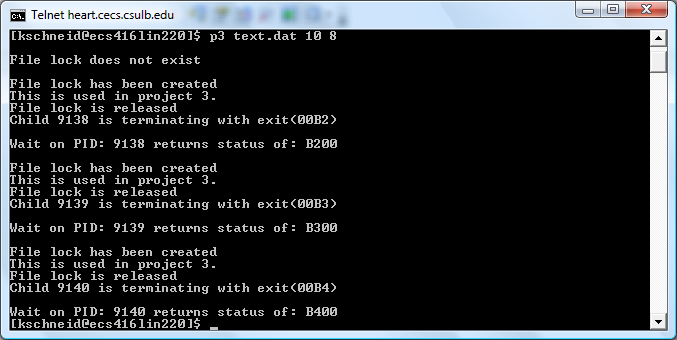 Telnet heart.cecs.csulb.edu
[kschneid@ecs416lin220]$ p3 text.dat 10 8
File lock does not exist
File lock has been created
This is used in project 3.
File lock is released
Child 9138 is terminating with exit(00B2)
Wait on PID: 9138 returns status of: B200
File lock has been created
This is used in project 3.
File lock is released
Child 9139 is terminating with exit(00B3)
Wait on PID: 9139 returns status of: B300
File lock has been created
This is used in project 3.
File lock is released
Child 9140 is terminating with exit(00B4)
Wait on PID: 9140 returns status of: B400
[kschneid@ecs416lin220]$ _